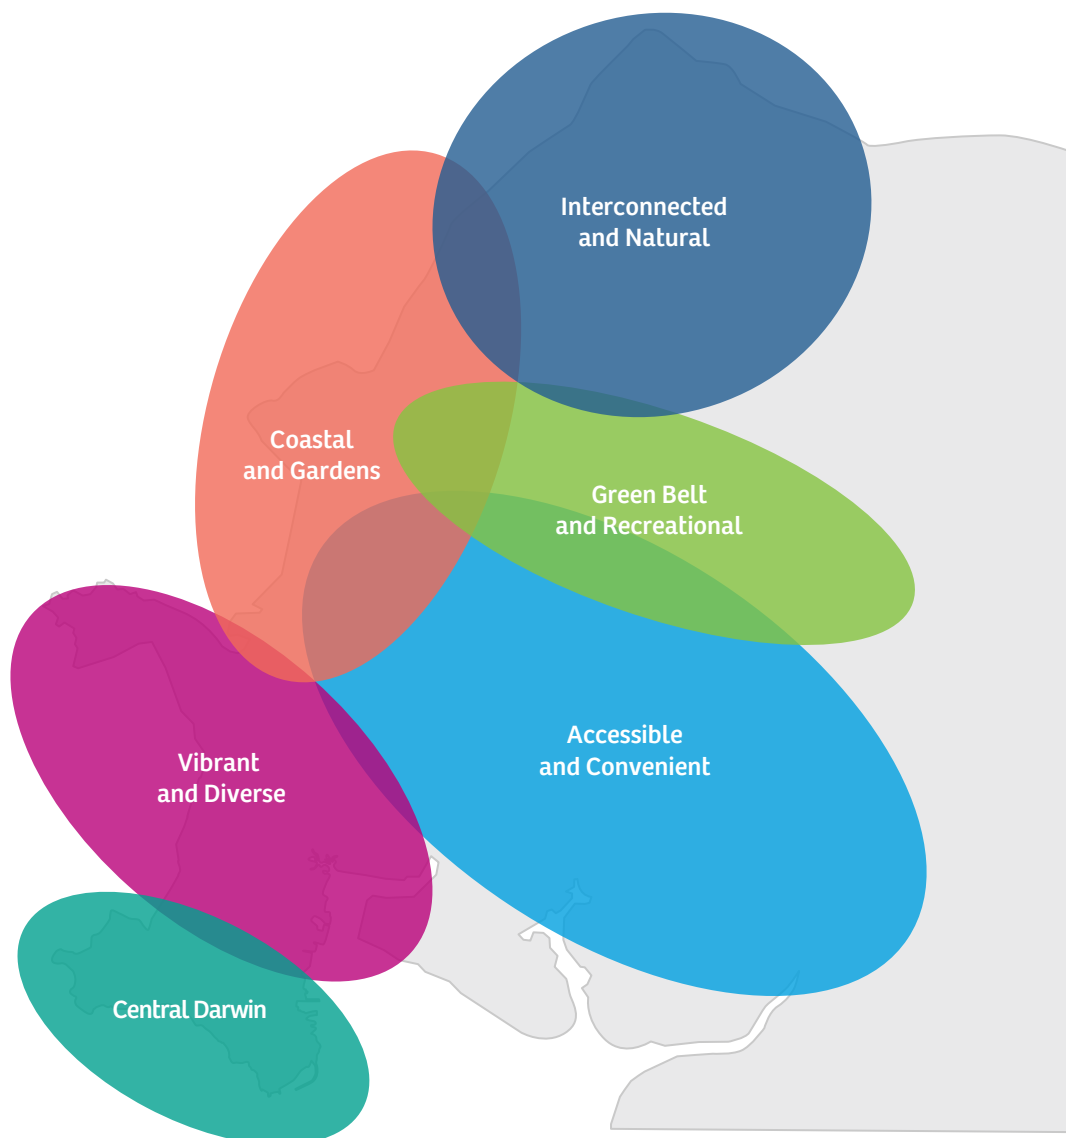 Interconnected
and Natural
Coastal
and Gardens
Green Belt
and Recreational
Accessible
and Convenient
Vibrant
and Diverse
Central Darwin